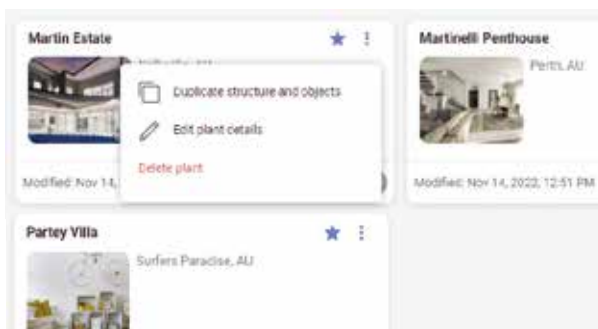 Martin Estate
Duplicate structure and objects
Edit plant details
Delete plant
Modified: Nov 14,
Martinelli Penthouse
Perth, AU
Modified: Nov 14, 2022, 12:51 PM
Partey Villa
Surfers Paradise, AU